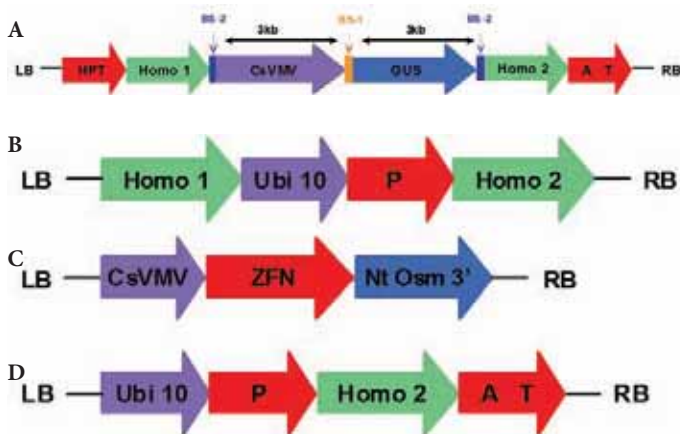 BS-2 BS-1 BS-2
A 3kb 3kb
LB HPT Homo 1 CsVMV GUS Homo 2 A T RB
B
LB Homo 1 Ubi 10 P Homo 2 RB
C
LB CsVMV ZFN Nt Osm 3' RB
D
LB Ubi 10 P Homo 2 A T RB